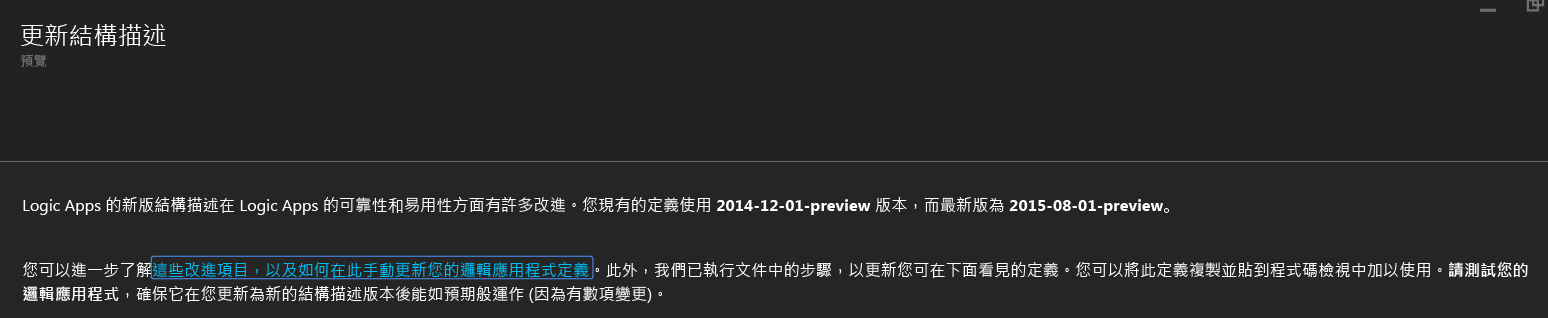 更新結構描述
預覽
Logic Apps 的新版結構描述在 Logic Apps 的可靠性和易用性方面有許多改進。您現有的定義使用 2014-12-01-preview 版本，而最新版為 2015-08-01-preview。
您可以進一步了解這些改進項目，以及如何在此手動更新您的邏輯應用程式定義。此外，我們已執行文件中的步驟，以更新您可在下面看見的定義。您可以將此定義複製並貼到程式碼檢視中加以使用。請測試您的
邏輯應用程式，確保它在您更新為新的結構描述版本後能如預期般運作 (因為有數項變更)。